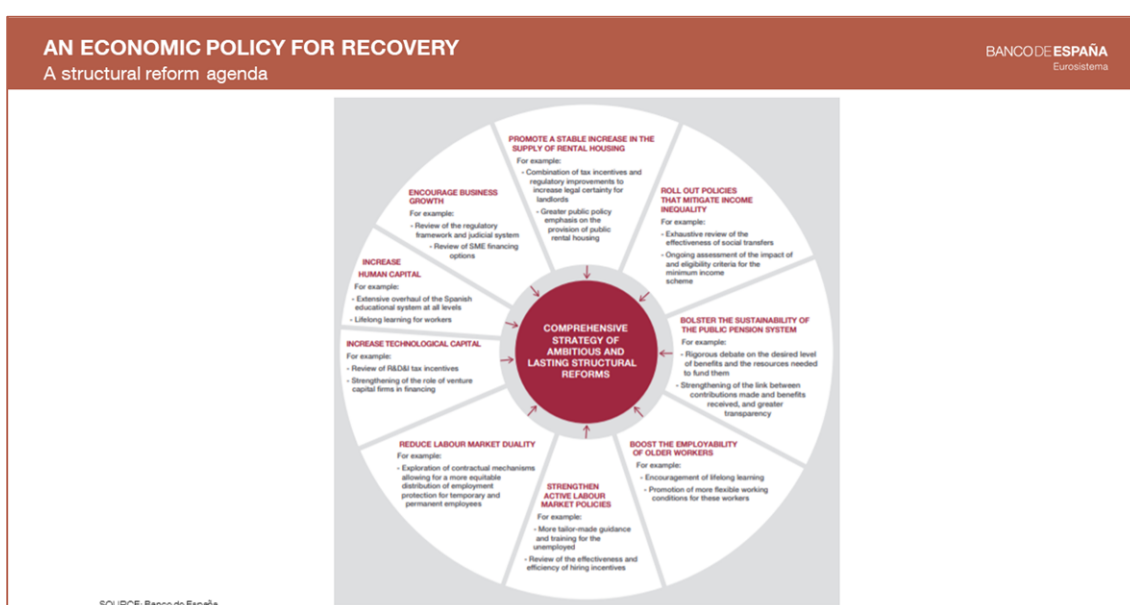 AN ECONOMIC POLICY FOR RECOVERY
A structural reform agenda
BANCODEESPAÑA
Eurosistema
PROMOTE A STABLE INCREASE IN THE
SUPPLY OF RENTAL HOUSING
For example:
- Combination of tax incentives and
regulatory improvements to
increase legal certainty for
landlords
- Greater public policy
emphasis on the
provision of public
rental housing
ROLL OUT POLICIES
THAT MITIGATE INCOME
INEQUALITY
For example:
- Exhaustive review of the
effectiveness of social transfers
- Ongoing assessment of the impact of
and eligibility criteria for the
minimum income
scheme
BOLSTER THE SUSTAINABILITY OF
THE PUBLIC PENSION SYSTEM
For example:
- Rigorous debate on the desired level
of benefits and the resources needed
to fund them
- Strengthening of the link between
contributions made and benefits
received, and greater
transparency
BOOST THE EMPLOYABILITY
OF OLDER WORKERS
For example:
- Encouragement of lifelong learning
- Promotion of more flexible working
conditions for these workers
STRENGTHEN
ACTIVE LABOUR
MARKET POLICIES
For example:
- More tailor-made guidance
and training for the
unemployed
- Review of the effectiveness and
efficiency of hiring incentives
REDUCE LABOUR MARKET DUALITY
For example:
- Exploration of contractual mechanisms
allowing for a more equitable
distribution of employment
protection for temporary and
permanent employees
INCREASE TECHNOLOGICAL CAPITAL
For example:
- Review of R&D&I tax incentives
- Strengthening of the role of venture
capital firms in financing
INCREASE
HUMAN CAPITAL
For example:
- Extensive overhaul of the Spanish
educational system at all levels
- Lifelong learning for workers
ENCOURAGE BUSINESS
GROWTH
For example:
- Review of the regulatory
framework and judicial system
- Review of SME financing
options
COMPREHENSIVE
STRATEGY OF
AMBITIOUS AND
LASTING STRUCTURAL
REFORMS
SOURCE: Banco de España